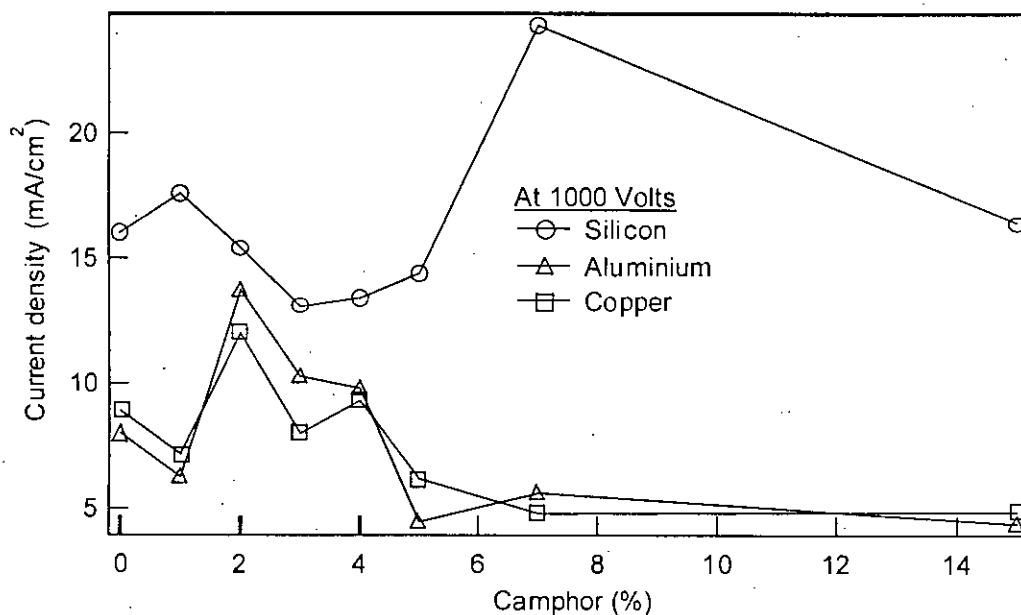 Current density (mA/cm²)
20
15
10
5
At 1000 Volts
Silicon
Aluminium
Copper
0 2 4 6 8 10 12 14
Camphor (%)